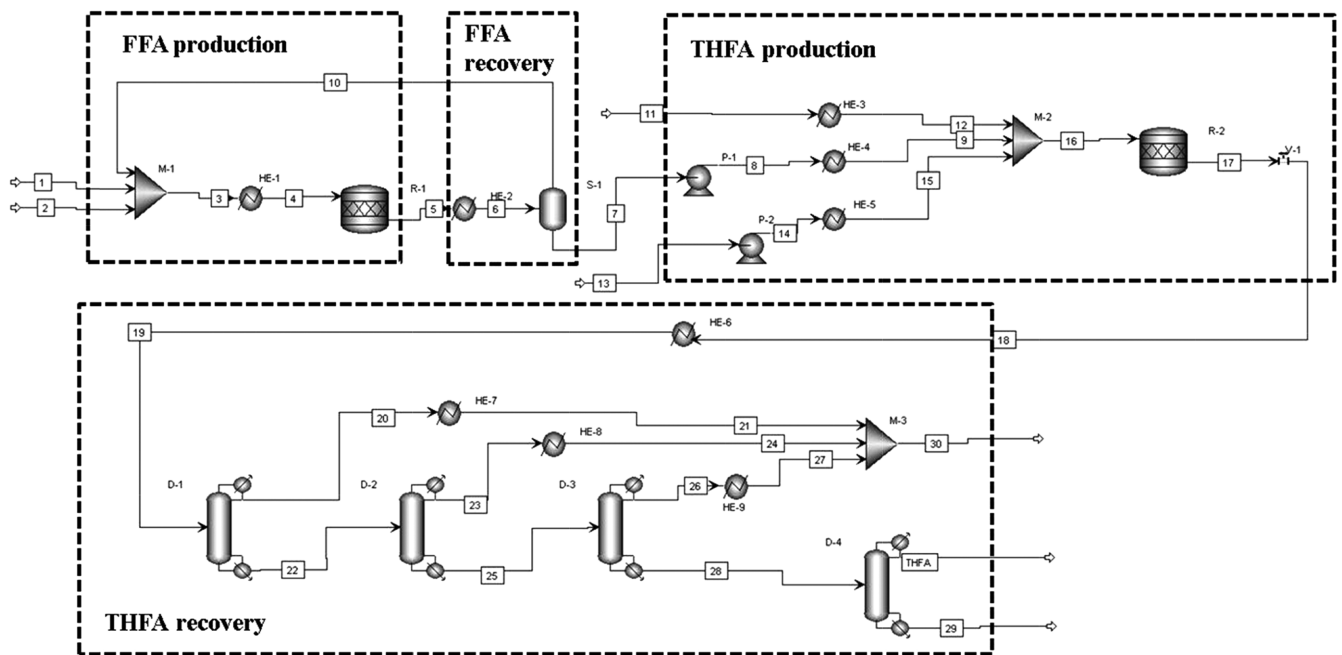 FFA production
FFA
recovery
THFA production
10
1
2
M-1
3
HE-1
4
R-1
5
HE-2
6
S-1
7
11
HE-3
12
M-2
P-1
8
HE-4
9
16
R-2
17
V-1
15
P-2
14
HE-5
13
19
HE-6
18
20
HE-7
21
M-3
HE-8
24
30
27
D-1
D-2
23
D-3
26
HE-9
22
25
28
D-4
THFA
29
THFA recovery